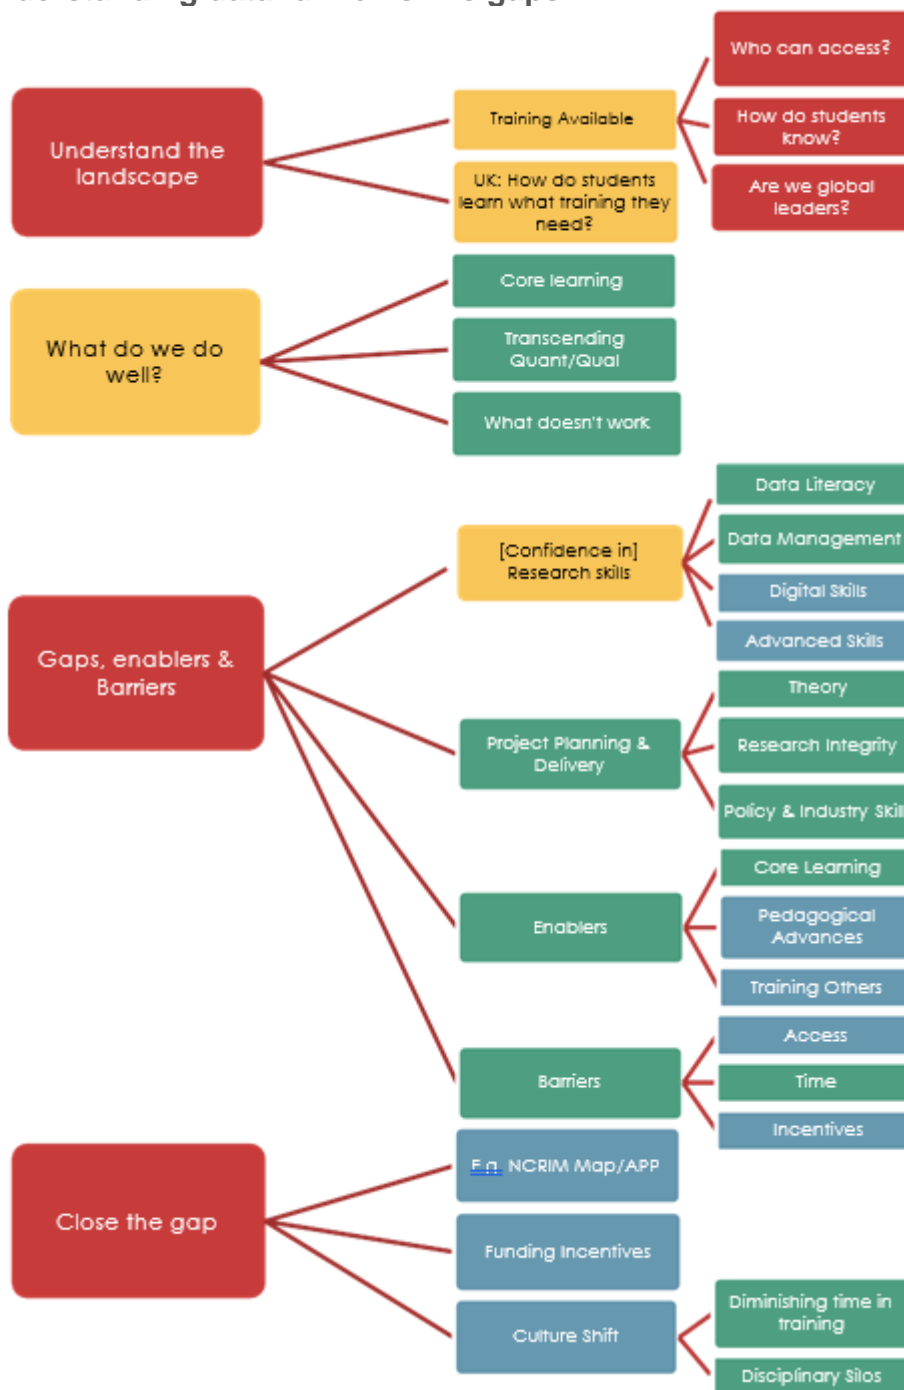 Who can access?
Understand the
landscape
Training Available
How do students
know?
UK: How do students
learn what training they
need?
Are we global
leaders?
What do we do
well?
Core learning
Transcending
Quant/Qual
What doesn't work
Gaps, enablers &
Barriers
[Confidence in]
Research skills
Data Literacy
Data Management
Digital Skills
Advanced Skills
Project Planning &
Delivery
Theory
Research Integrity
Policy & Industry Skill
Enablers
Core Learning
Pedagogical
Advances
Training Others
Barriers
Access
Time
Incentives
Close the gap
E.g. NCRIM Map/APP
Funding Incentives
Culture Shift
Diminishing time in
training
Disciplinary Silos